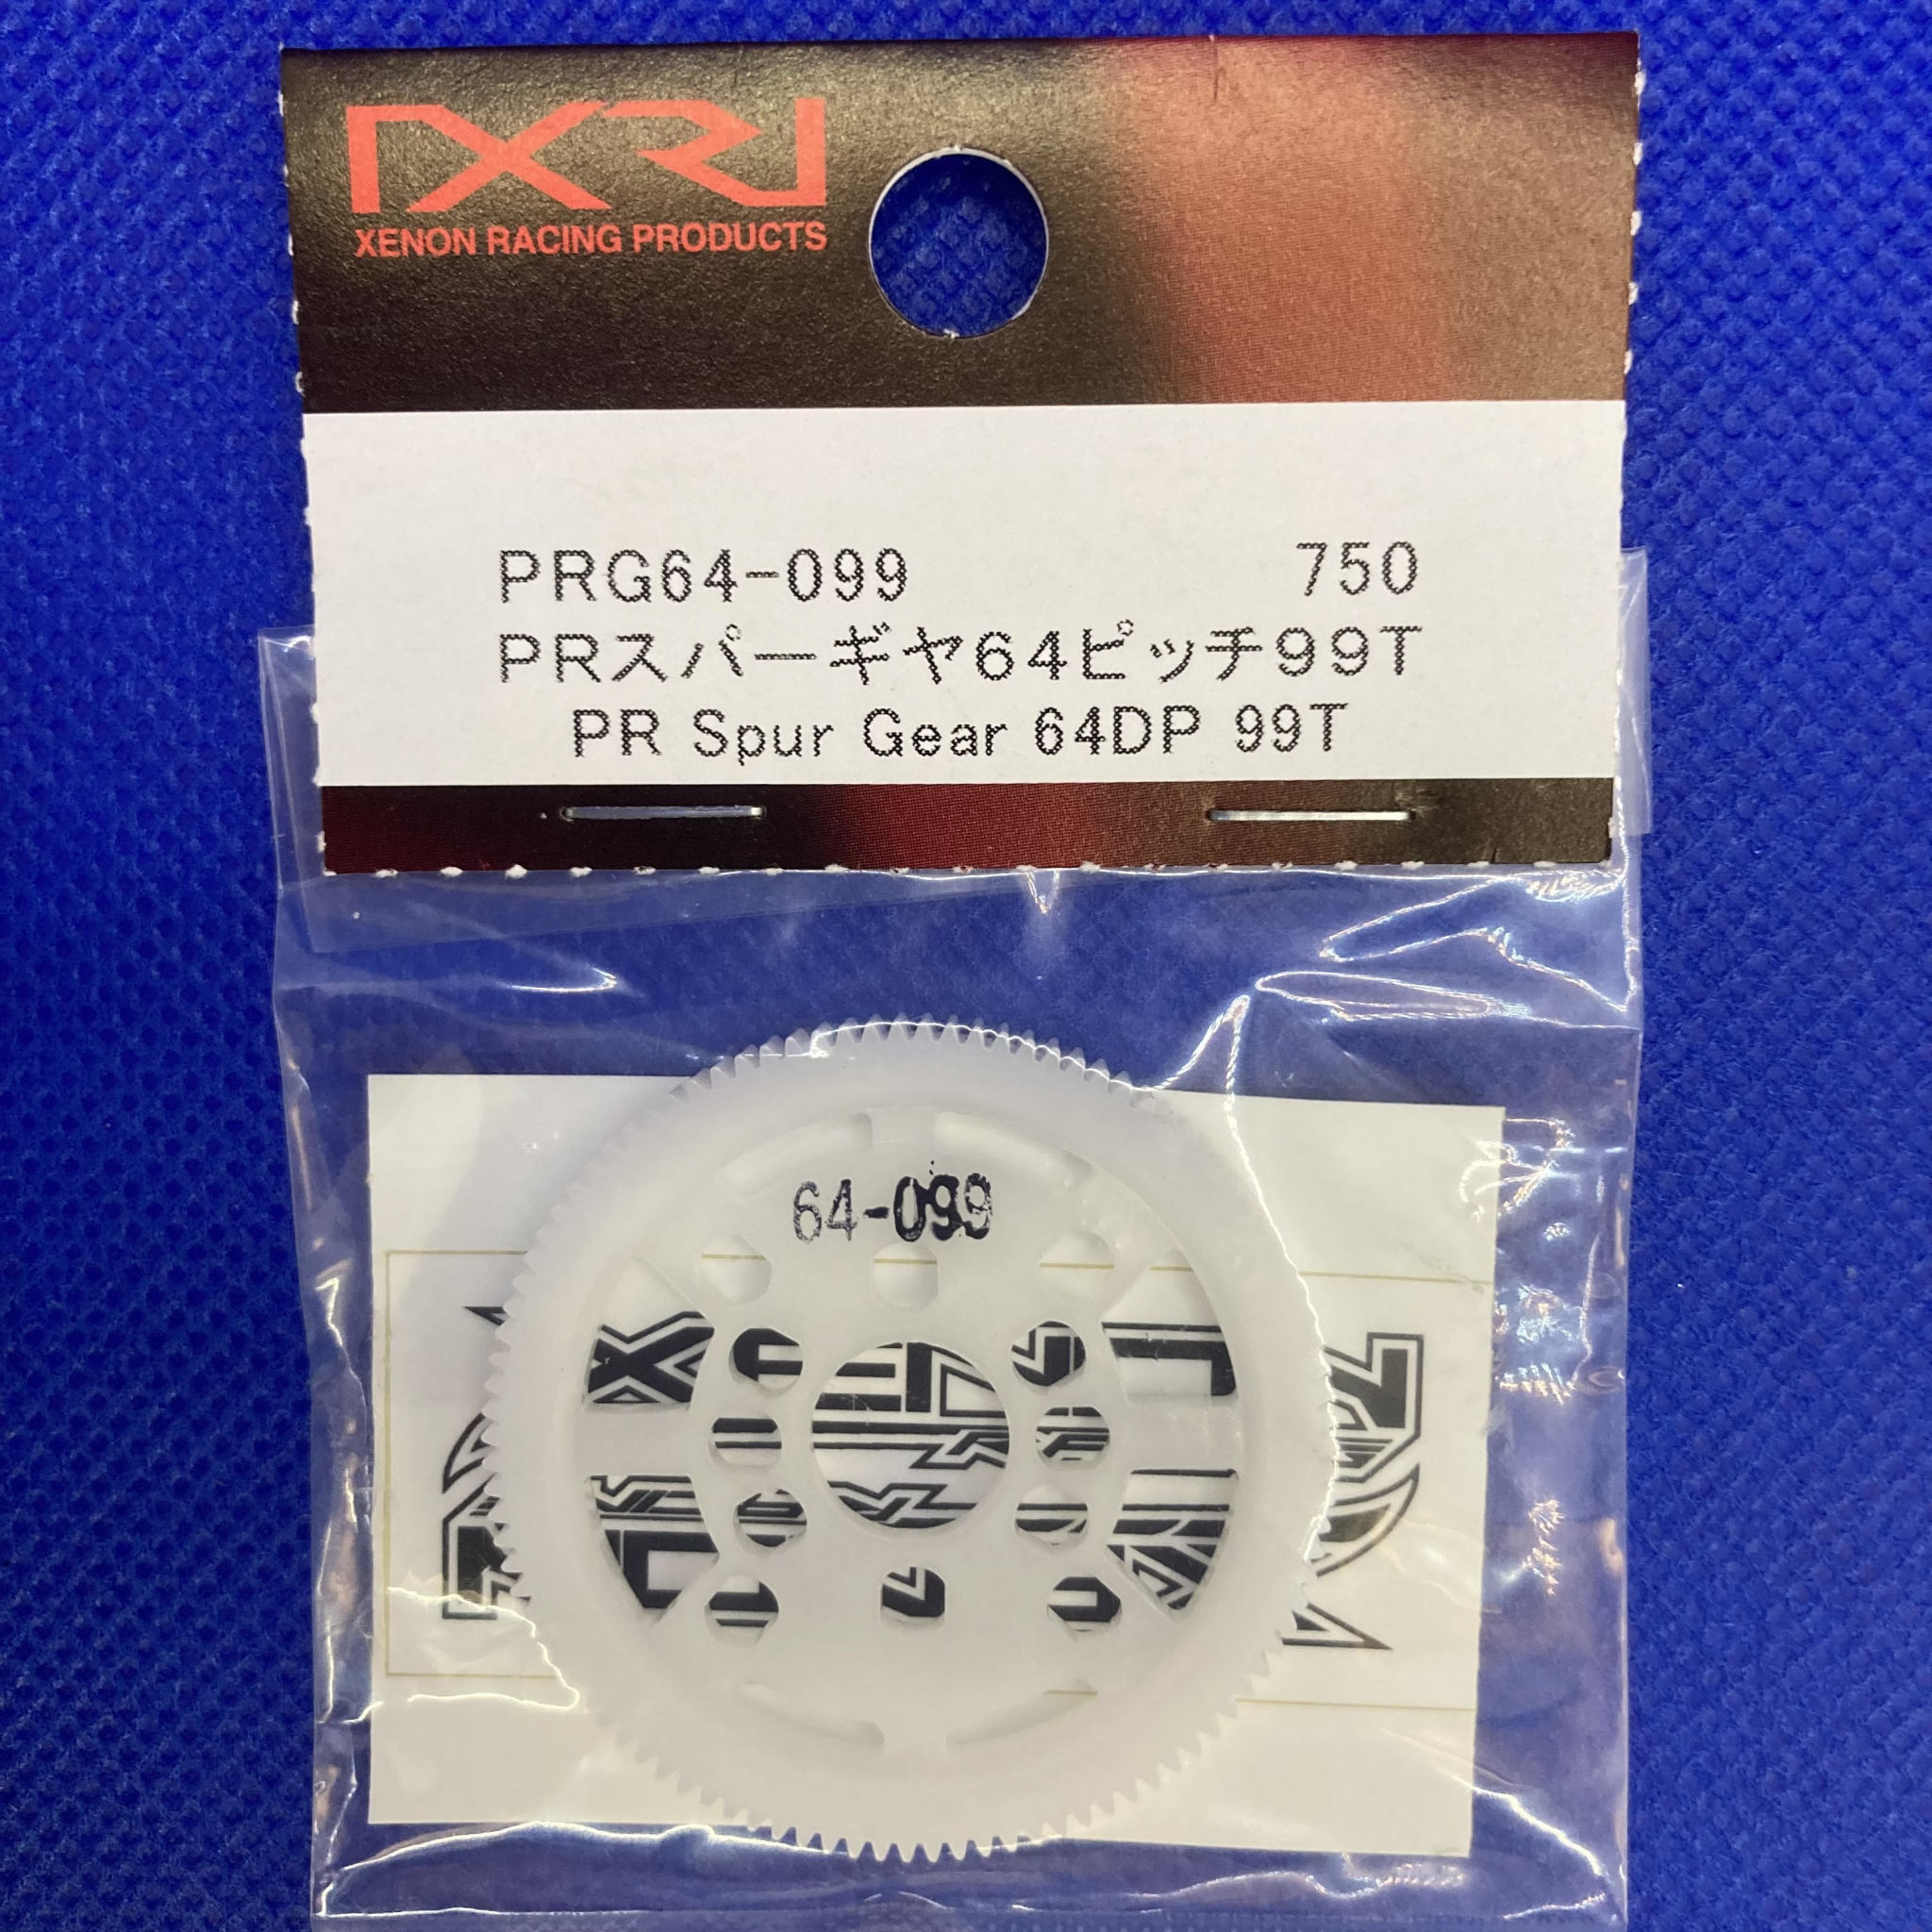 XENON RACING PRODUCTS
PRG64-099 750
PRスパーギヤ64ピッチ99T
PR Spur Gear 64DP 99T
64-099